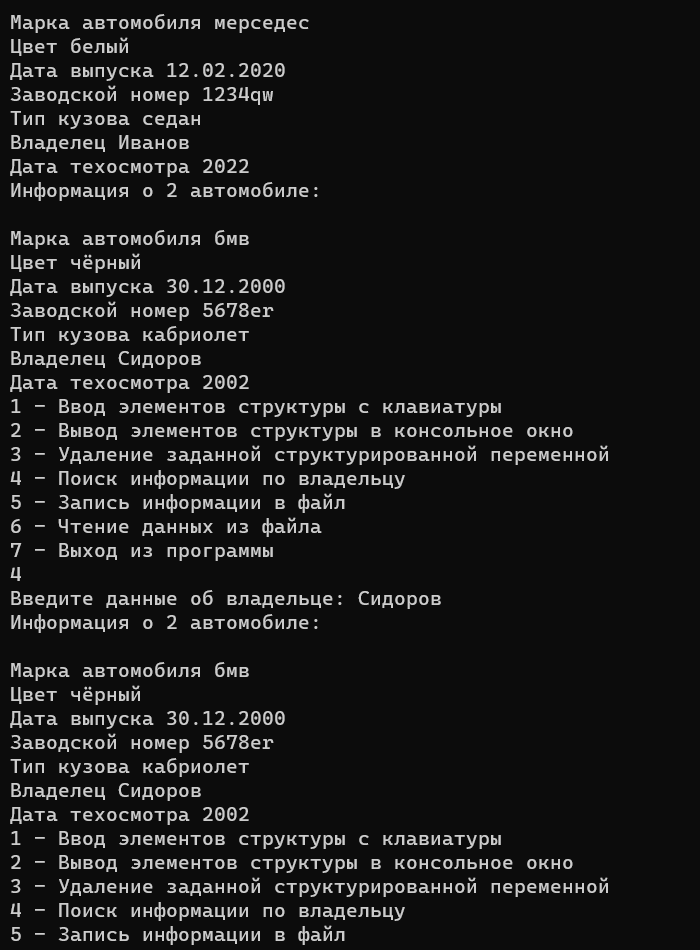 Марка автомобиля мерседес
Цвет белый
Дата выпуска 12.02.2020
Заводской номер 1234qw
Тип кузова седан
Владелец Иванов
Дата техосмотра 2022
Информация о 2 автомобиле:
Марка автомобиля бмв
Цвет чёрный
Дата выпуска 30.12.2000
Заводской номер 5678er
Тип кузова кабриолет
Владелец Сидоров
Дата техосмотра 2002
1 - Ввод элементов структуры с клавиатуры
2 - Вывод элементов структуры в консольное окно
3 - Удаление заданной структурированной переменной
4 - Поиск информации по владельцу
5 - Запись информации в файл
6 - Чтение данных из файла
7 - Выход из программы
4
Введите данные об владельце: Сидоров
Информация о 2 автомобиле:
Марка автомобиля бмв
Цвет чёрный
Дата выпуска 30.12.2000
Заводской номер 5678er
Тип кузова кабриолет
Владелец Сидоров
Дата техосмотра 2002
1 - Ввод элементов структуры с клавиатуры
2 - Вывод элементов структуры в консольное окно
3 - Удаление заданной структурированной переменной
4 - Поиск информации по владельцу
5 - Запись информации в файл